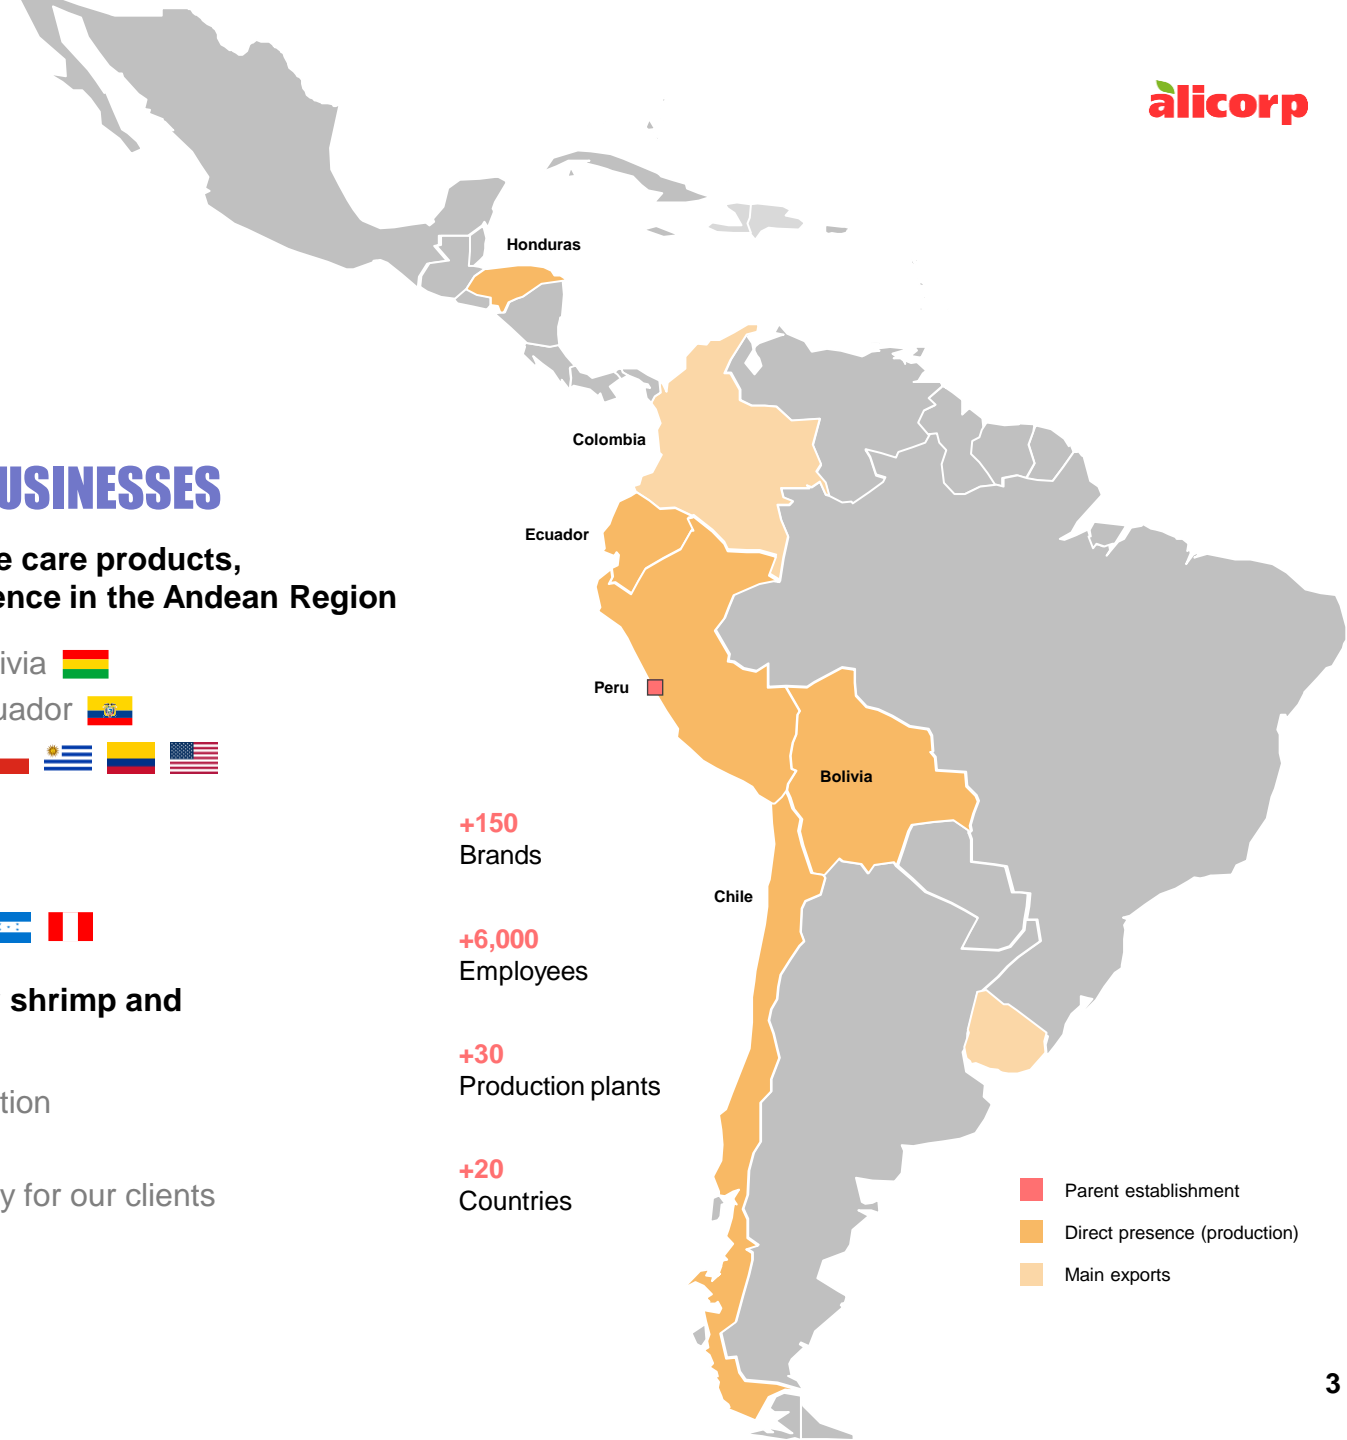 alicorp
Honduras
Colombia
USINESSES
Ecuador
e care products,
ence in the Andean Region
ivia
uador
Peru
Bolivia
+150
Brands
Chile
+6,000
Employees
shrimp and
+30
Production plants
tion
+20
Countries
y for our clients
Parent establishment
Direct presence (production)
Main exports
3